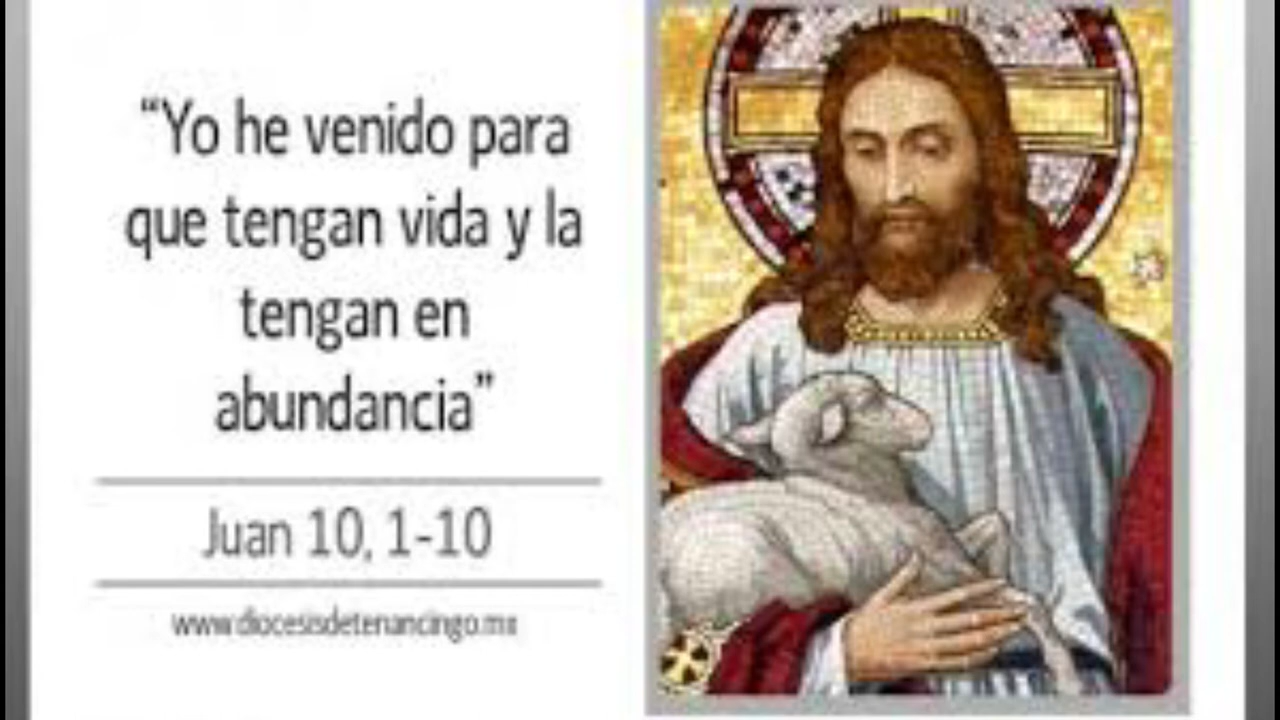 “Yo he venido para
que tengan vida y la
tengan en
abundancia”
Juan 10, 1-10
www.diocesisdetenancingo.mx